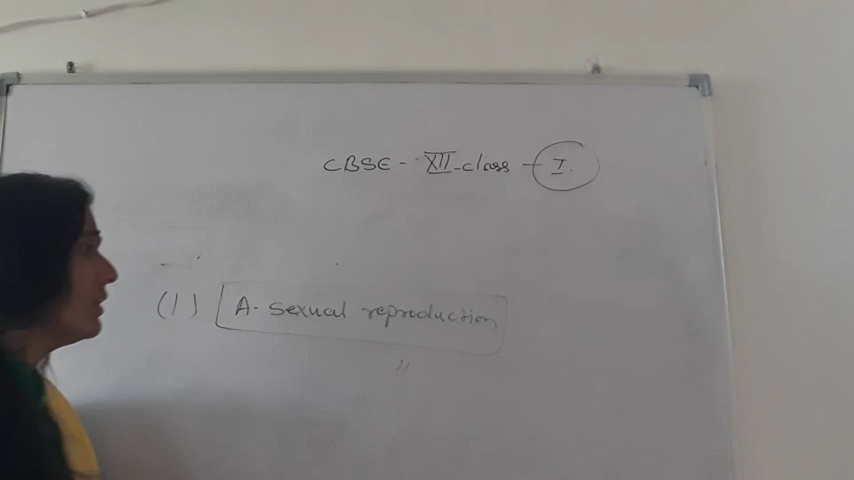 CBSE - XII - class - I.
(1) A- Sexual reproduction
"